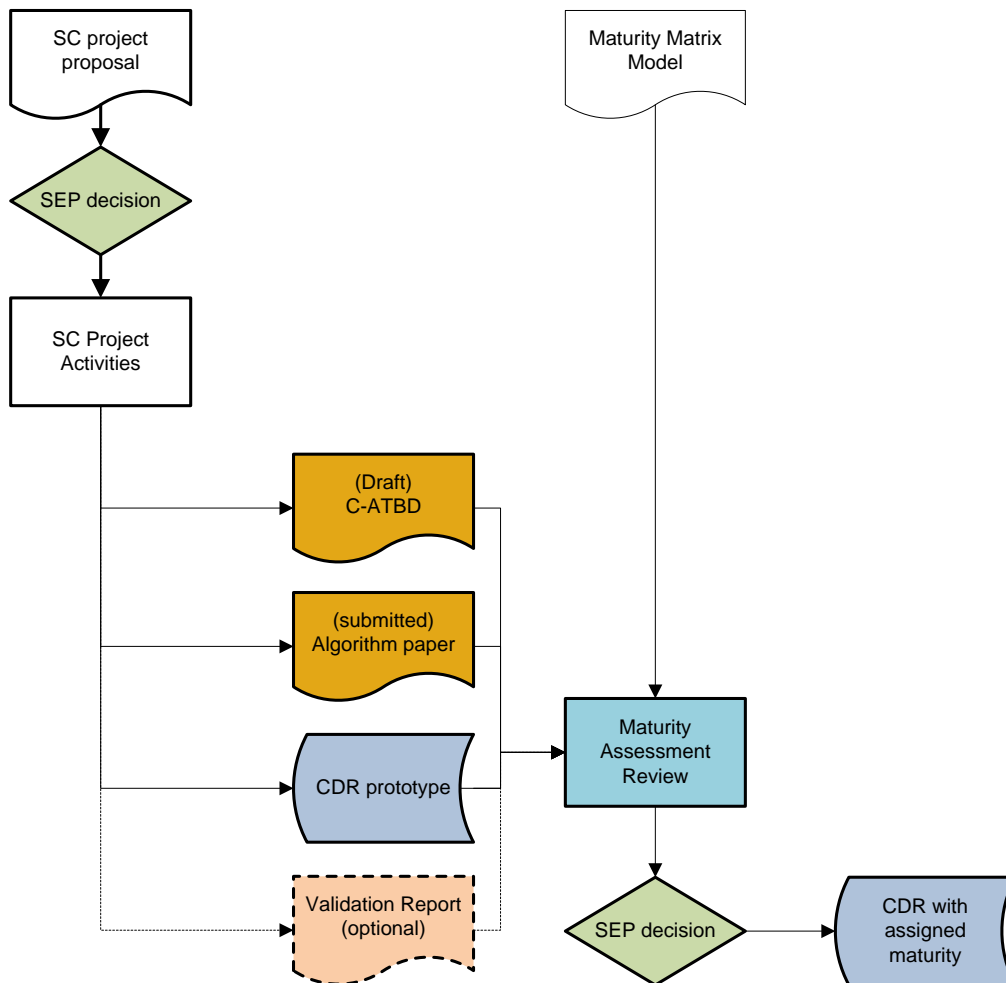 SC project
proposal
Maturity Matrix
Model
SEP decision
SC Project
Activities
(Draft)
C-ATBD
(submitted)
Algorithm paper
CDR prototype
Maturity
Assessment
Review
Validation Report
(optional)
SEP decision
CDR with
assigned
maturity